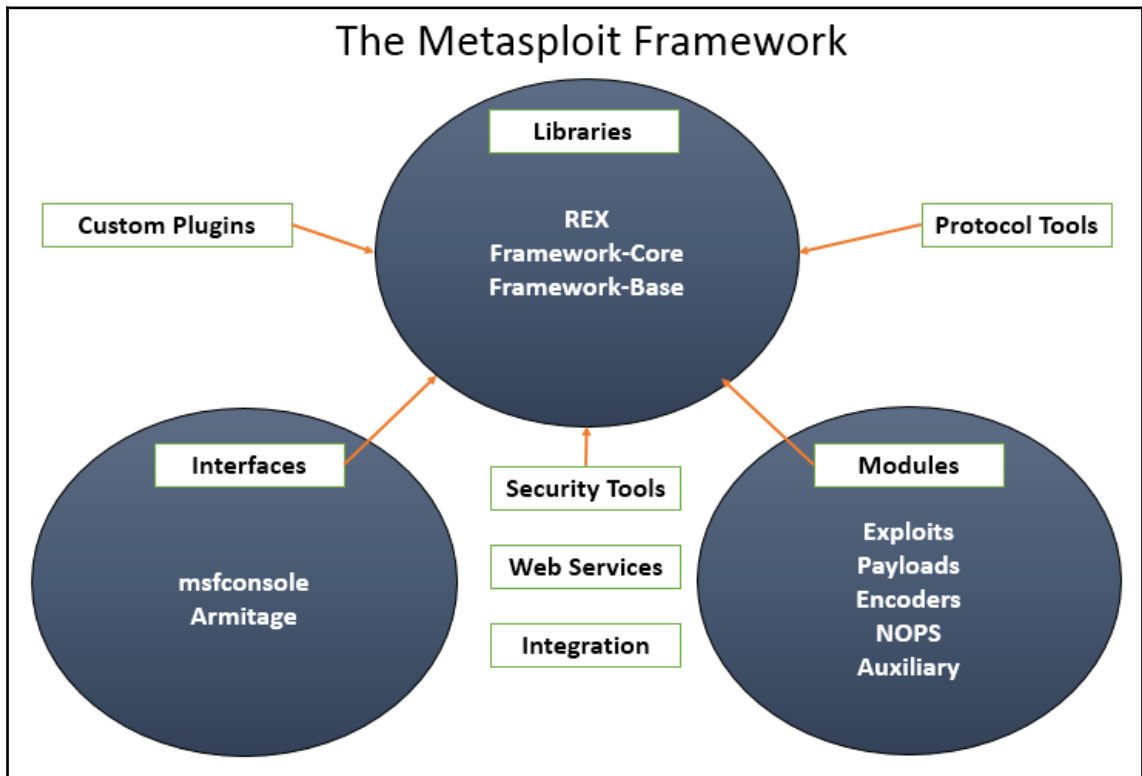 The Metasploit Framework
Libraries
REX
Framework-Core
Framework-Base
Custom Plugins
Protocol Tools
Interfaces
msfconsole
Armitage
Security Tools
Web Services
Integration
Modules
Exploits
Payloads
Encoders
NOPS
Auxiliary